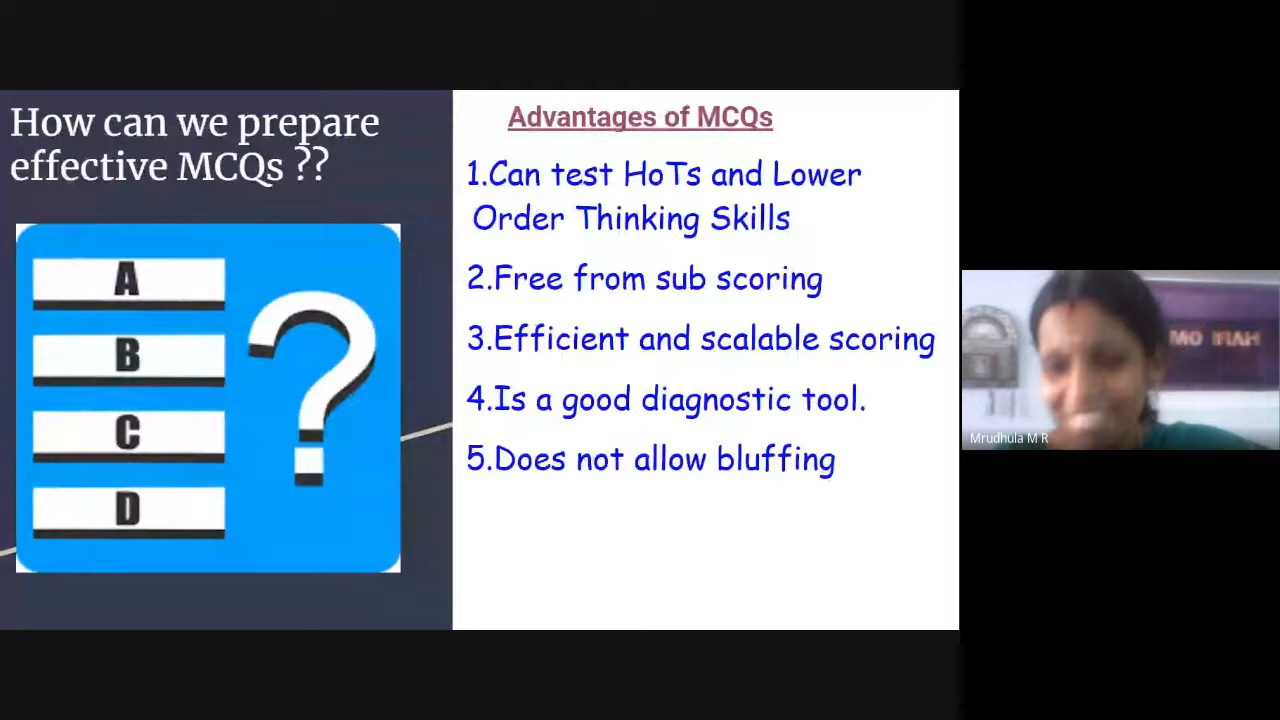 How can we prepare
effective MCQs ??
A
B
C
D
Advantages of MCQs
1.Can test HoTs and Lower
Order Thinking Skills
2.Free from sub scoring
3.Efficient and scalable scoring
4.Is a good diagnostic tool.
5.Does not allow bluffing
Mrudhula M R